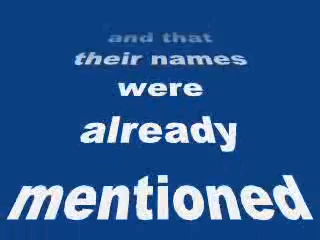 and that
their names
were
already
mentioned